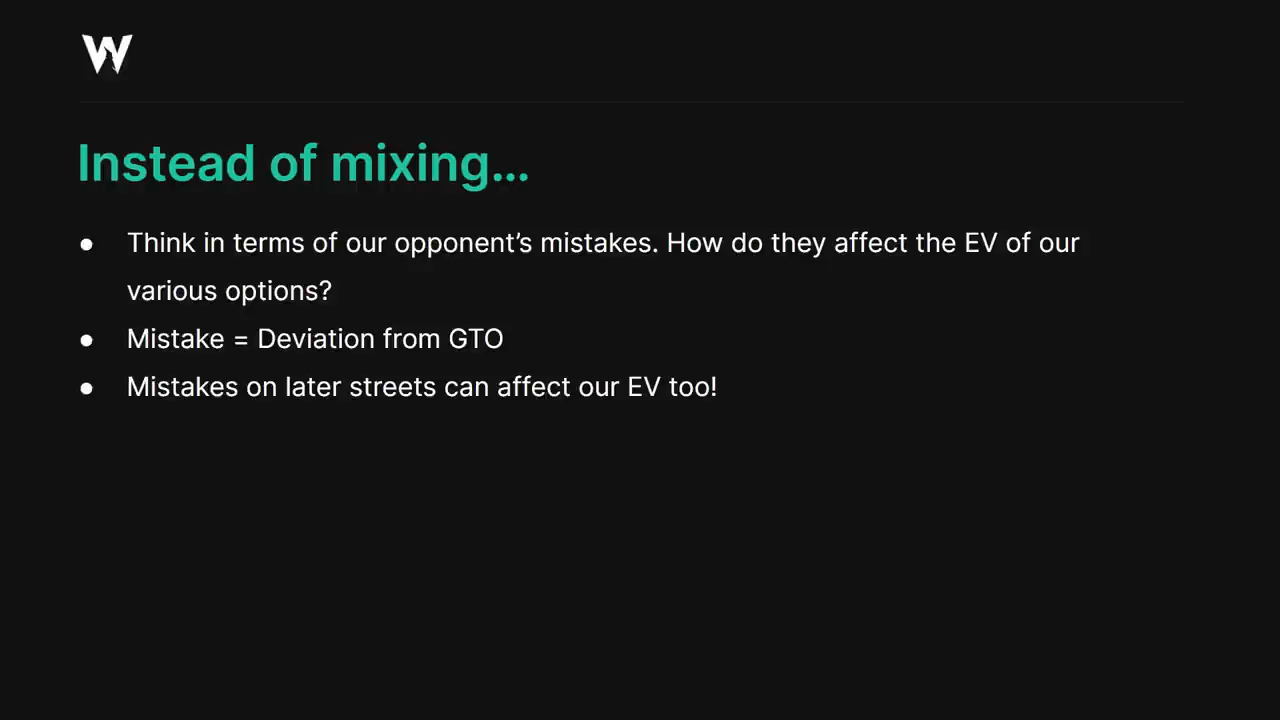 W
Instead of mixing...
● Think in terms of our opponent’s mistakes. How do they affect the EV of our
various options?
● Mistake = Deviation from GTO
● Mistakes on later streets can affect our EV too!